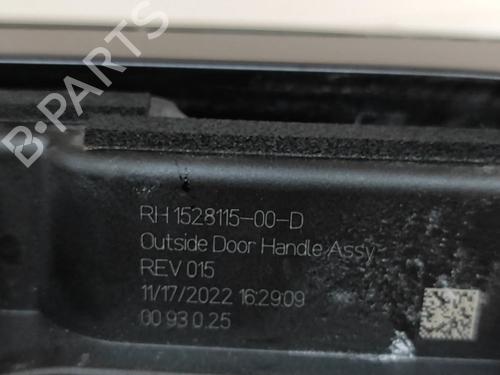 B-PARTS
RH 1528115-00-D
Outside Door Handle Assy
REV 015
11/17/2022 16:29:09
00 93 0.25